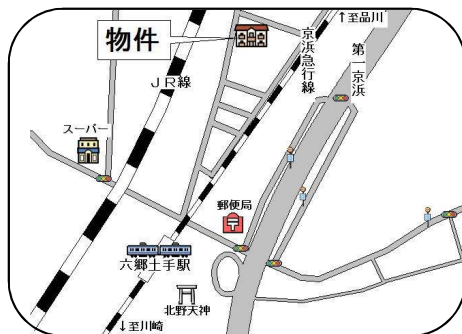 ↑至品川
物件
京浜急行線
第一京浜
JR線
スーパー
郵便局
六郷土手駅
北野天神
↓至川崎